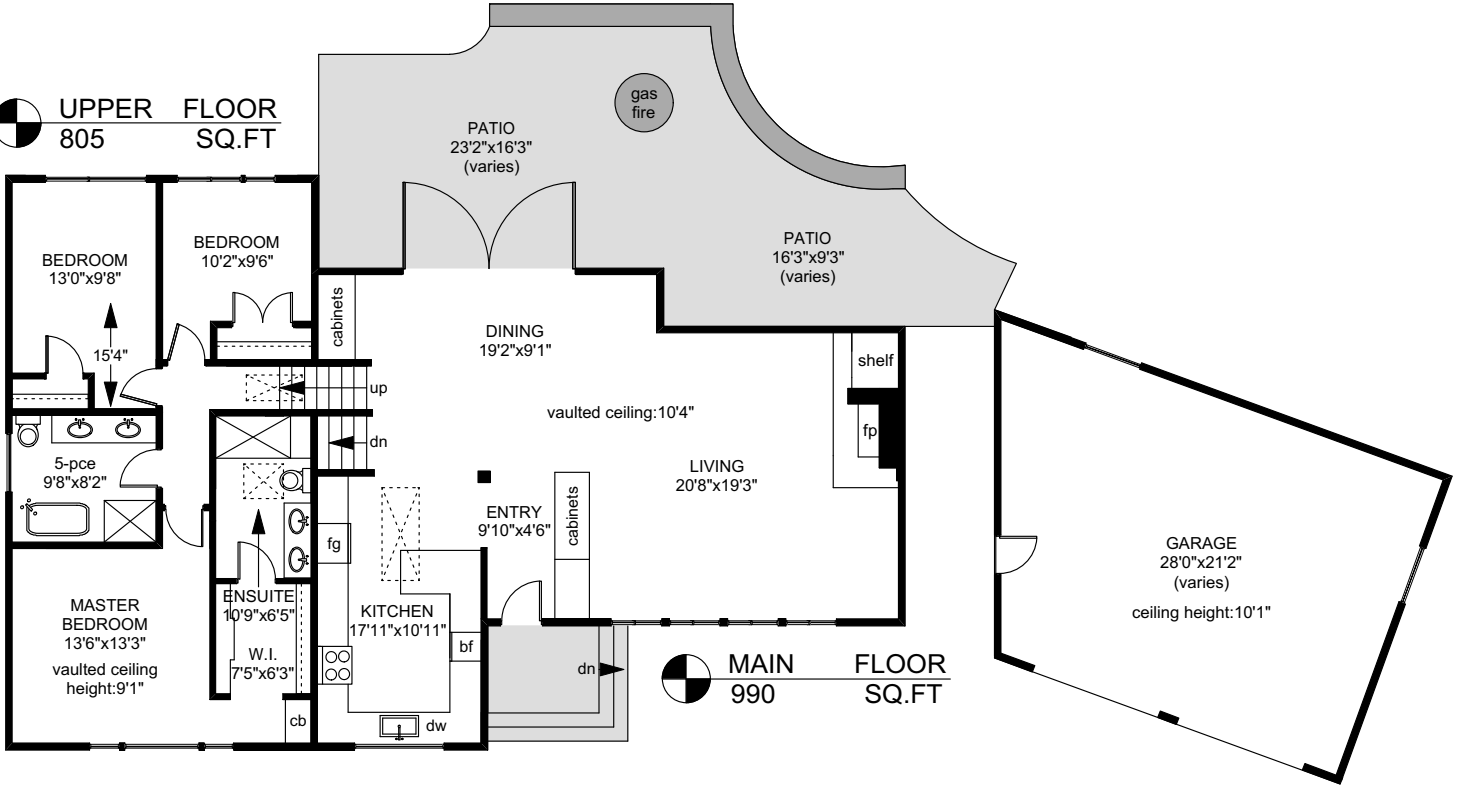 UPPER FLOOR
805 SQ.FT
PATIO
23'2"x16'3"
(varies)
gas
fire
PATIO
16'3"x9'3"
(varies)
BEDROOM
13'0"x9'8"
15'4"
BEDROOM
10'2"x9'6"
cabinets
DINING
19'2"x9'1"
up
dn
vaulted ceiling:10'4"
shelf
fp
LIVING
20'8"x19'3"
5-pce
9'8"x8'2"
ENTRY
9'10"x4'6"
cabinets
fg
KITCHEN
17'11"x10'11"
bf
dw
MASTER
BEDROOM
13'6"x13'3"
vaulted ceiling
height:9'1"
ENSUITE
10'9"x6'5"
W.I.
7'5"x6'3"
cb
dn
MAIN FLOOR
990 SQ.FT
GARAGE
28'0"x21'2"
(varies)
ceiling height:10'1"